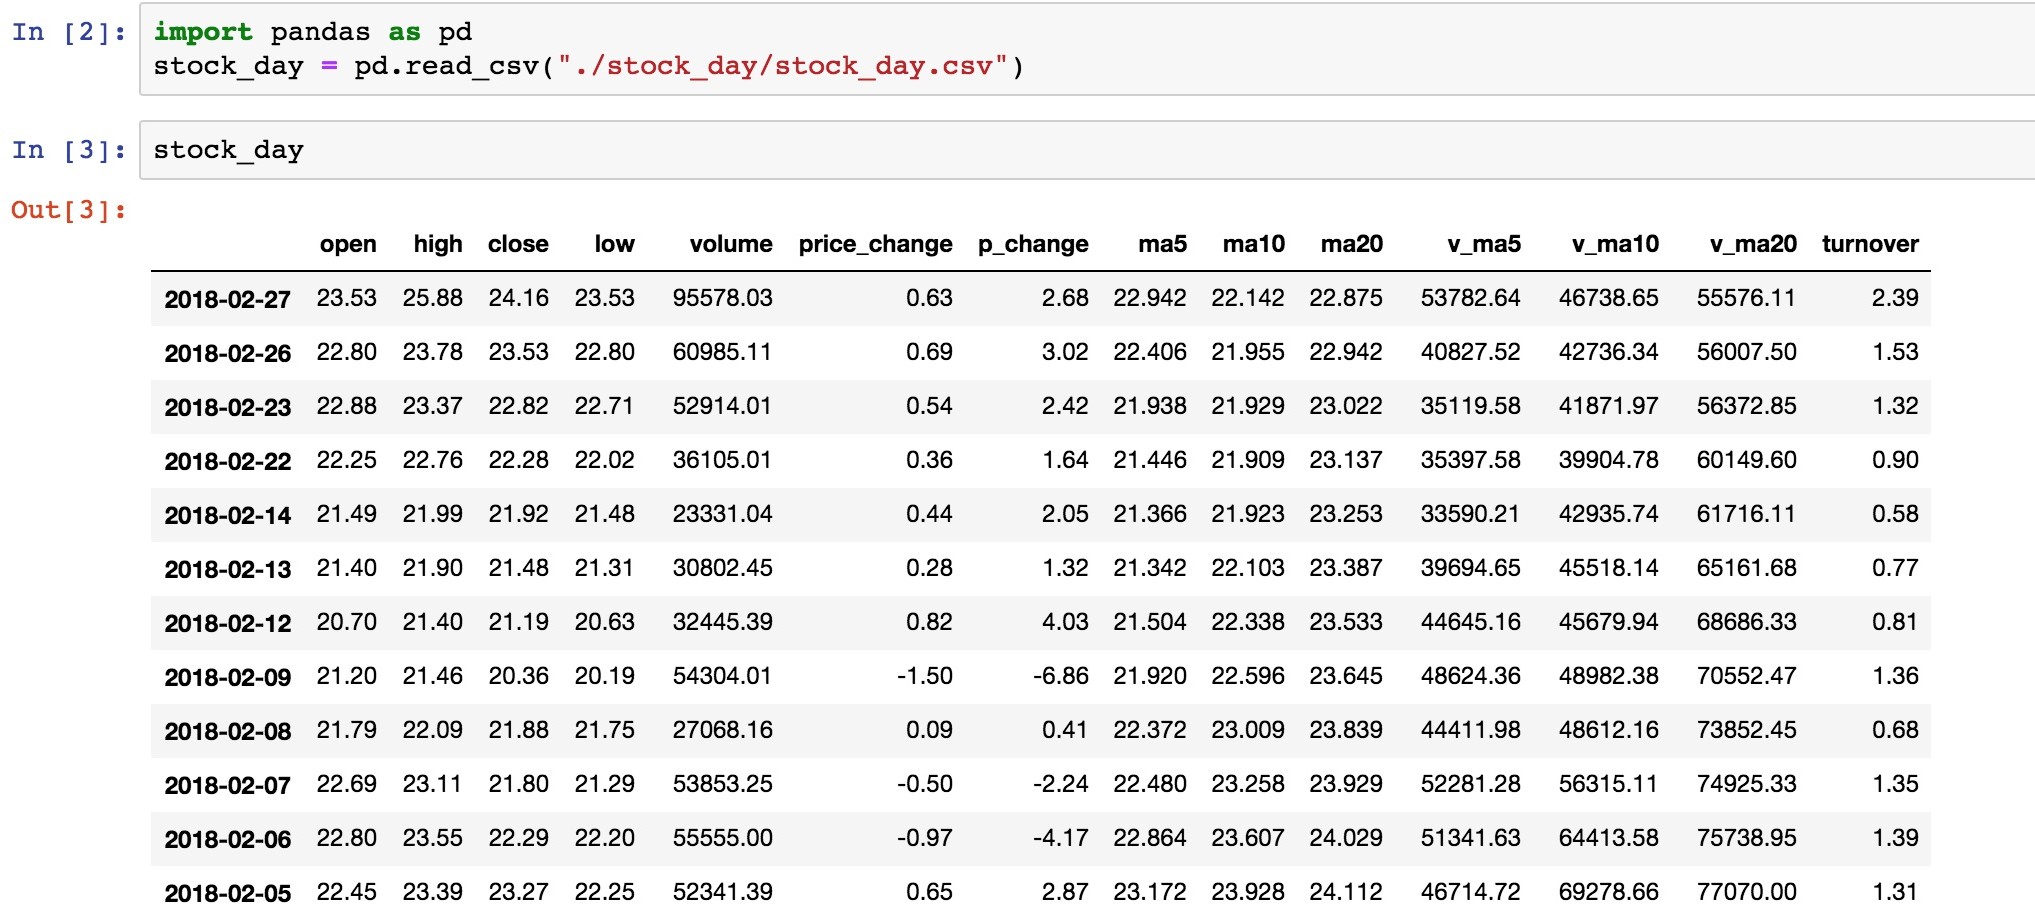 In [2]: import pandas as pd
stock_day = pd.read_csv("./stock_day/stock_day.csv")
In [3]: stock_day
Out[3]:
open high close low volume price_change p_change ma5 ma10 ma20 v_ma5 v_ma10 v_ma20 turnover
2018-02-27 23.53 25.88 24.16 23.53 95578.03 0.63 2.68 22.942 22.142 22.875 53782.64 46738.65 55576.11 2.39
2018-02-26 22.80 23.78 23.53 22.80 60985.11 0.69 3.02 22.406 21.955 22.942 40827.52 42736.34 56007.50 1.53
2018-02-23 22.88 23.37 22.82 22.71 52914.01 0.54 2.42 21.938 21.929 23.022 35119.58 41871.97 56372.85 1.32
2018-02-22 22.25 22.76 22.28 22.02 36105.01 0.36 1.64 21.446 21.909 23.137 35397.58 39904.78 60149.60 0.90
2018-02-14 21.49 21.99 21.92 21.48 23331.04 0.44 2.05 21.366 21.923 23.253 33590.21 42935.74 61716.11 0.58
2018-02-13 21.40 21.90 21.48 21.31 30802.45 0.28 1.32 21.342 22.103 23.387 39694.65 45518.14 65161.68 0.77
2018-02-12 20.70 21.40 21.19 20.63 32445.39 0.82 4.03 21.504 22.338 23.533 44645.16 45679.94 68686.33 0.81
2018-02-09 21.20 21.46 20.36 20.19 54304.01 -1.50 -6.86 21.920 22.596 23.645 48624.36 48982.38 70552.47 1.36
2018-02-08 21.79 22.09 21.88 21.75 27068.16 0.09 0.41 22.372 23.009 23.839 44411.98 48612.16 73852.45 0.68
2018-02-07 22.69 23.11 21.80 21.29 53853.25 -0.50 -2.24 22.480 23.258 23.929 52281.28 56315.11 74925.33 1.35
2018-02-06 22.80 23.55 22.29 22.20 55555.00 -0.97 -4.17 22.864 23.607 24.029 51341.63 64413.58 75738.95 1.39
2018-02-05 22.45 23.39 23.27 22.25 52341.39 0.65 2.87 23.172 23.928 24.112 46714.72 69278.66 77070.00 1.31